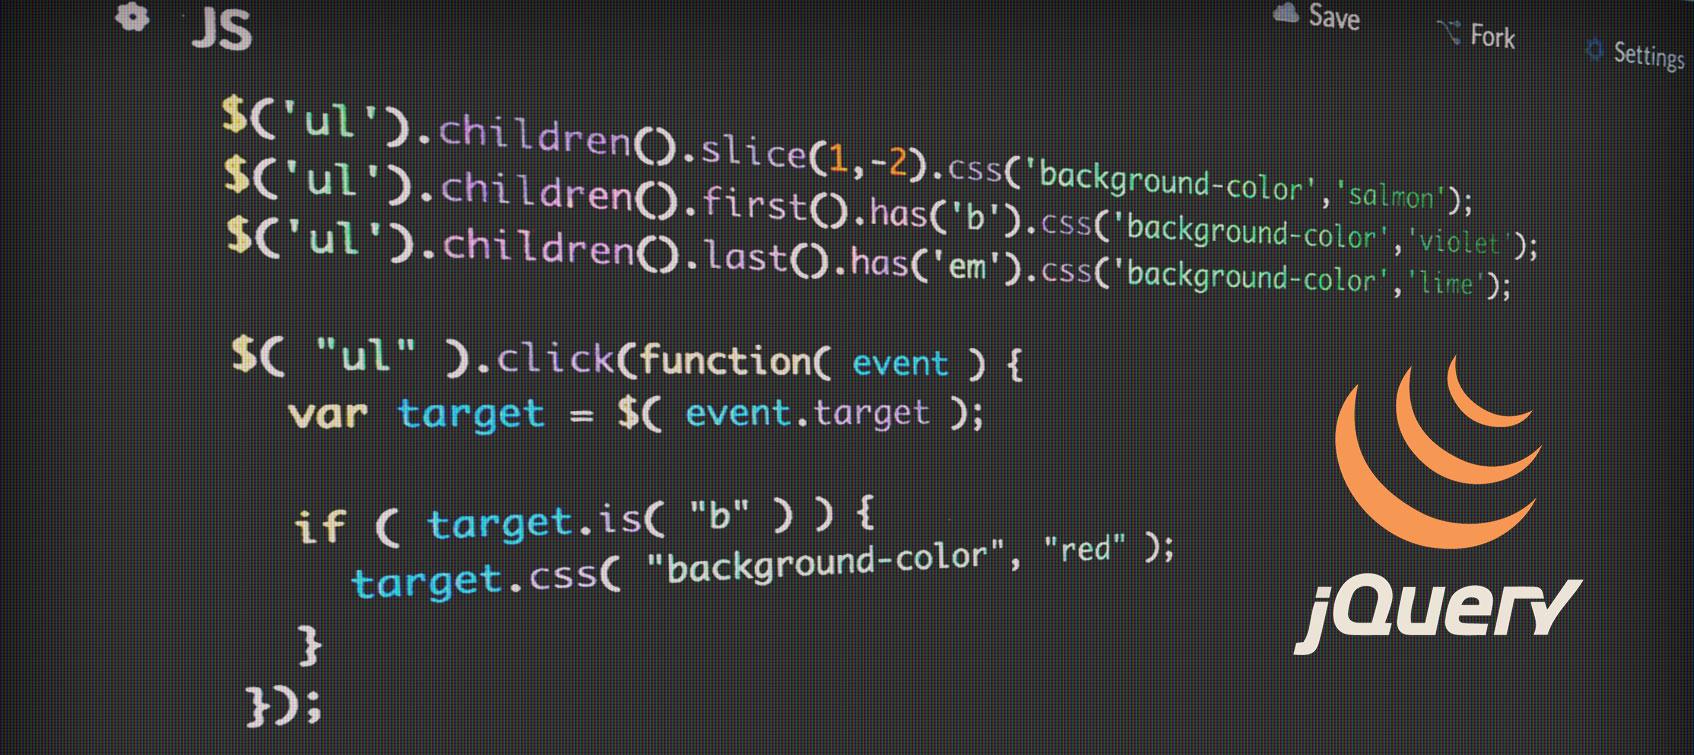 JS
Save
Fork
Settings
$('ul').children().slice(1,-2).css('background-color','salmon');
$('ul').children().first().has('b').css('background-color','violet');
$('ul').children().last().has('em').css('background-color','lime');
$( "ul" ).click(function( event ) {
var target = $( event.target );
if ( target.is( "b" ) ) {
target.css( "background-color", "red" );
}
});
jQuery